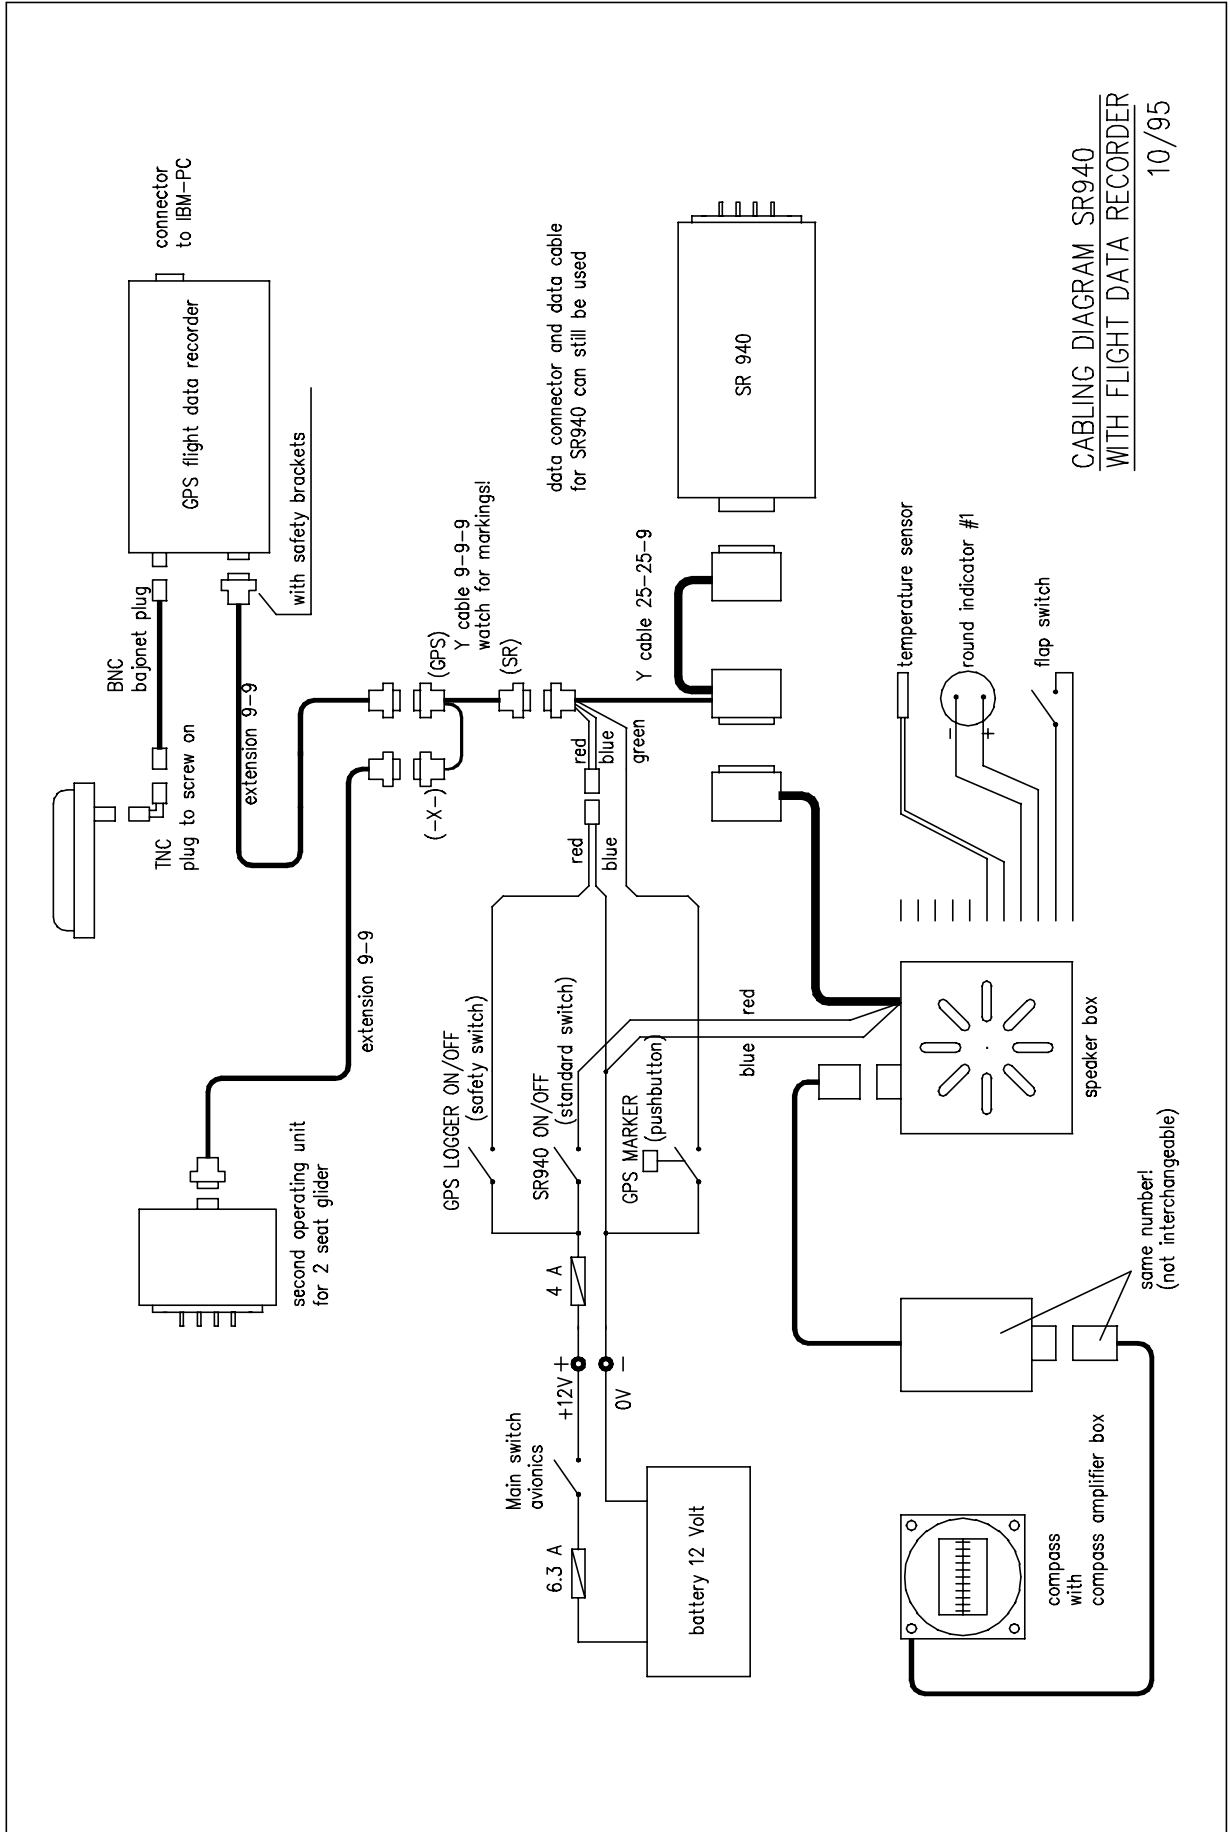 CABLING DIAGRAM SR940
WITH FLIGHT DATA RECORDER
10/95
connector
to IBM-PC
GPS flight data recorder
with safety brackets
BNC
bajonet plug
TNC
plug to screw on
extension 9-9
extension 9-9
second operating unit
for 2 seat glider
(GPS)
(-X-)
Y cable 9-9-9
watch for markings!
(SR)
data connector and data cable
for SR940 can still be used
red
blue
green
red
blue
GPS LOGGER ON/OFF
(safety switch)
SR940 ON/OFF
(standard switch)
GPS MARKER
(pushbutton)
4 A
+12V
+
0V
-
Main switch
avionics
6.3 A
battery 12 Volt
Y cable 25-25-9
SR 940
blue
red
temperature sensor
round indicator #1
-
+
flap switch
speaker box
same number!
(not interchangeable)
compass
with
compass amplifier box